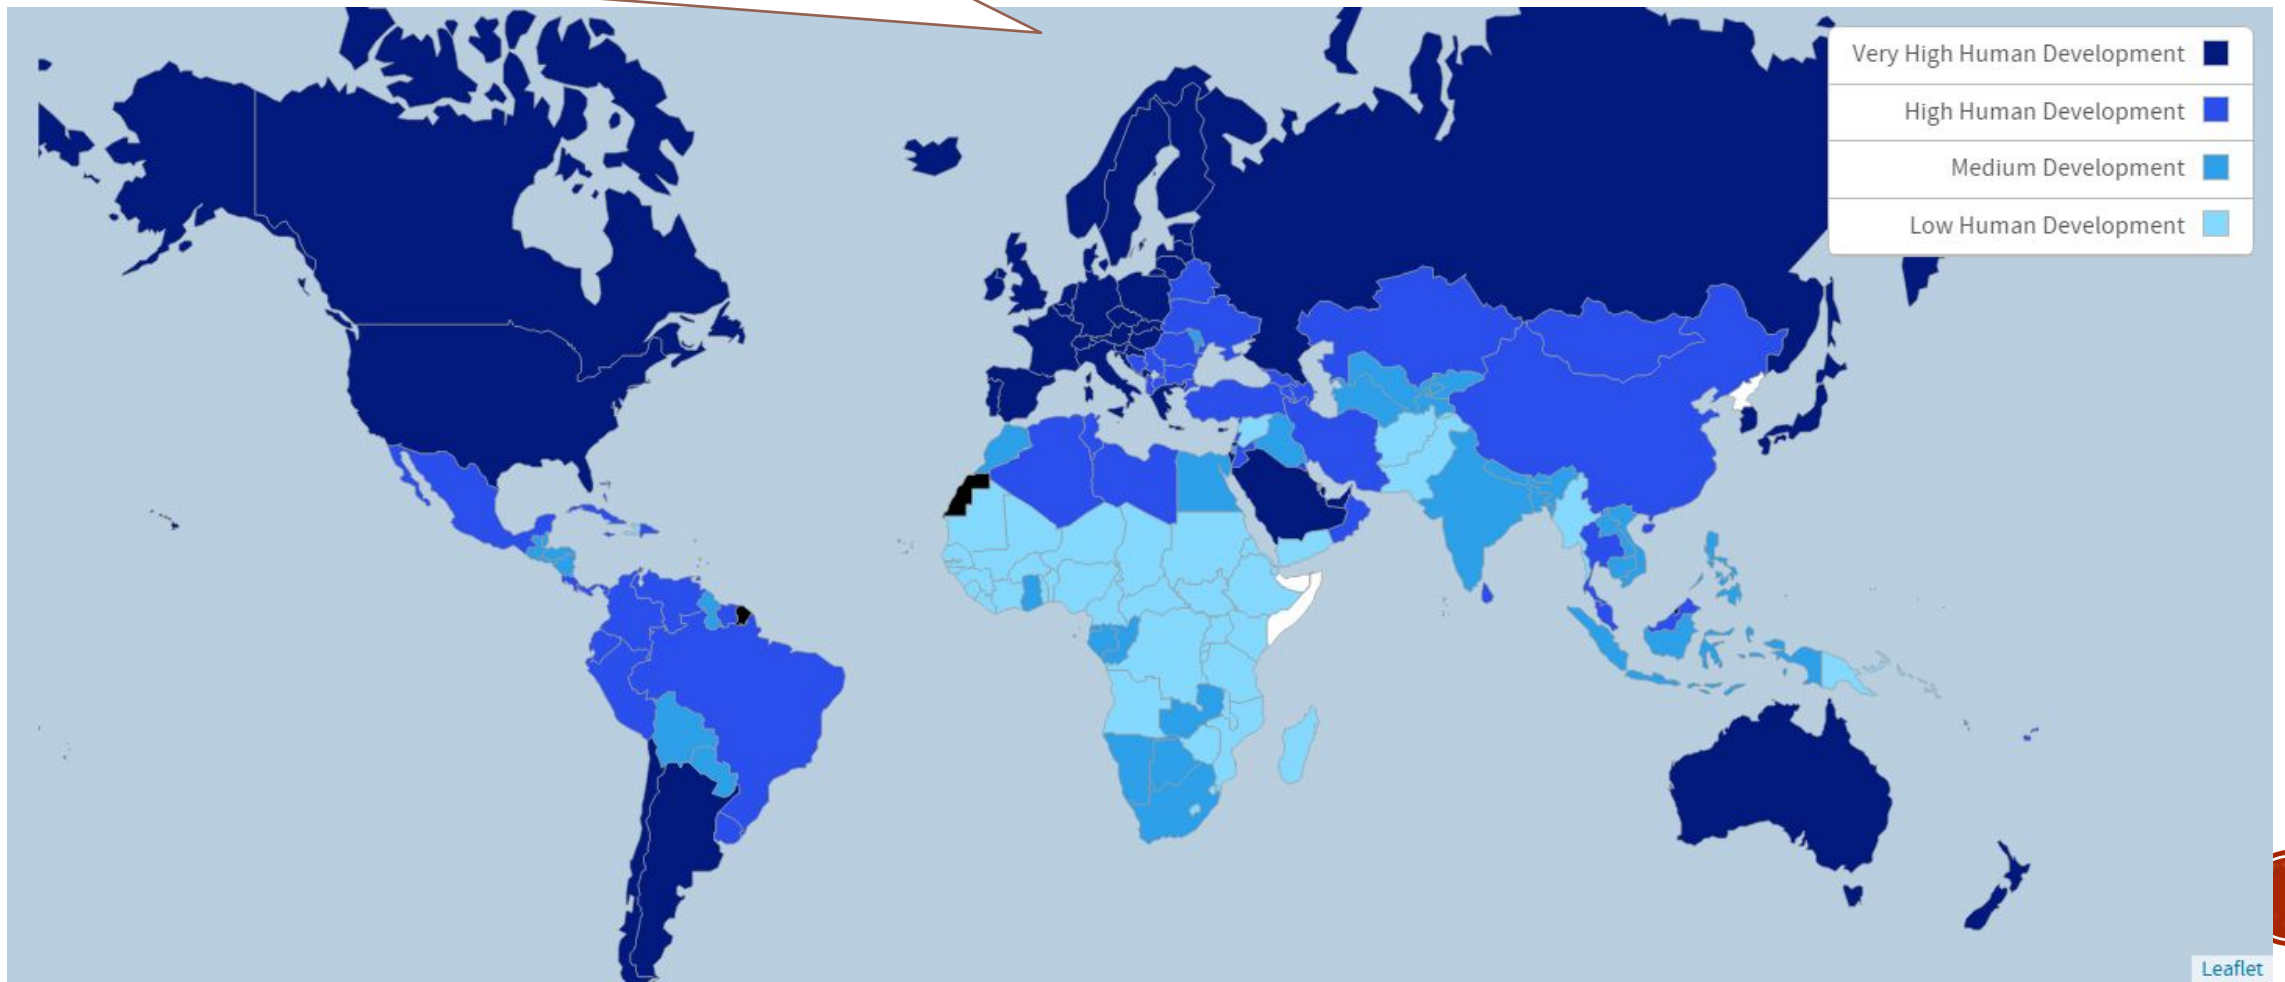 Very High Human Development
High Human Development
Medium Development
Low Human Development
Leaflet